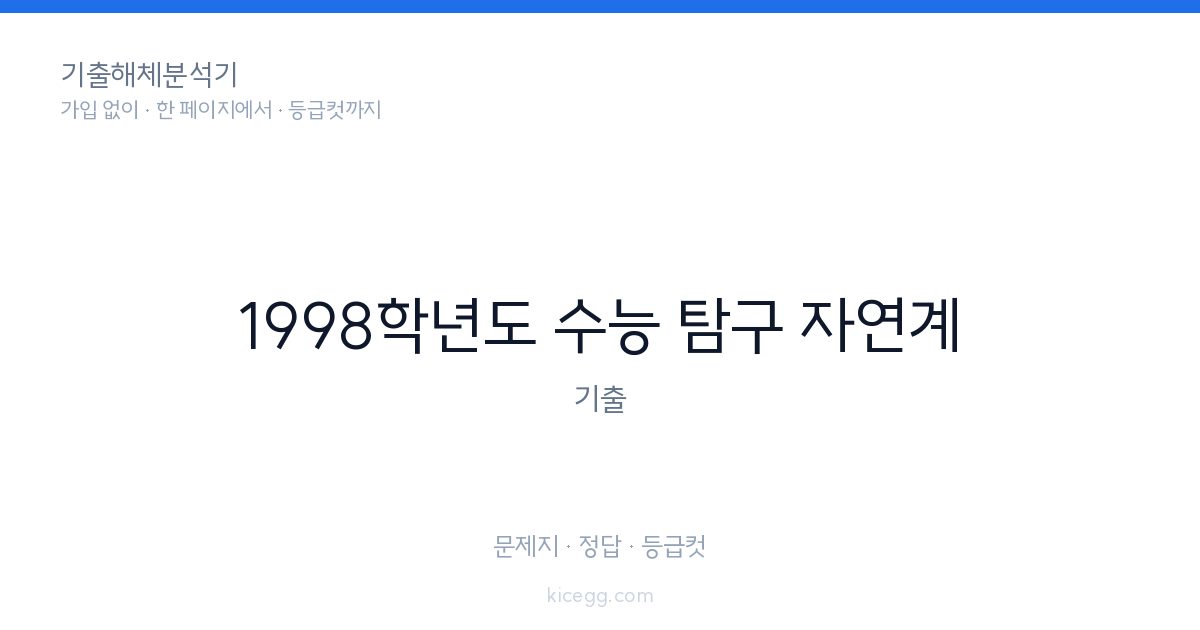 기출해체분석기
가입 없이 · 한 페이지에서 · 등급컷까지
1998학년도 수능 탐구 자연계
기출
문제지 · 정답 · 등급컷
kicegg.com